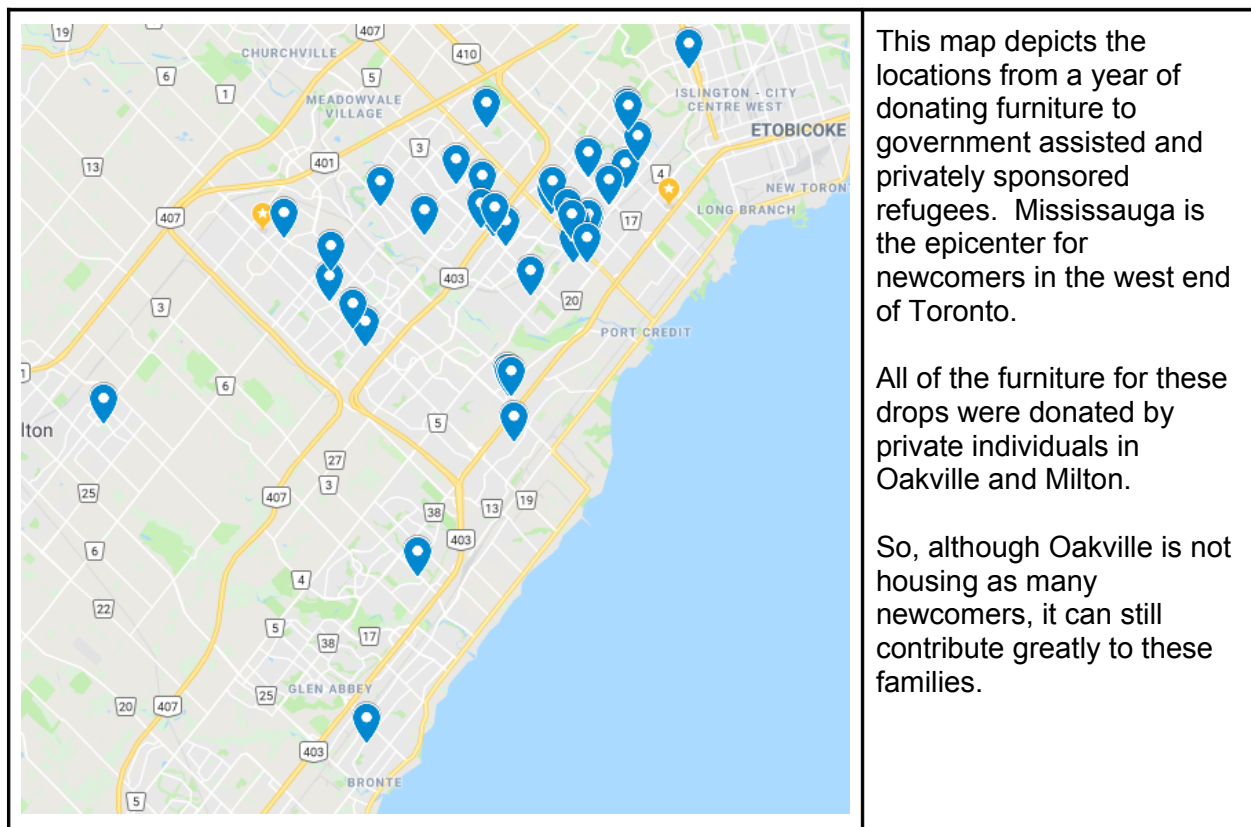 19
407
CHURCHVILLE
410
6
5
1
MEADOWVALE
VILLAGE
ISLINGTON - CITY
CENTRE WEST
ETOBICOKE
3
13
401
4
NEW TORON
407
17
LONG BRANCH
403
3
20
PORT CREDIT
1
6
lton
5
27
3
25
407
19
13
38
403
6
4
22
5
17
38
GLEN ABBEY
25
20
407
403
BRONTE
5
This map depicts the
locations from a year of
donating furniture to
government assisted and
privately sponsored
refugees. Mississauga is
the epicenter for
newcomers in the west end
of Toronto.
All of the furniture for these
drops were donated by
private individuals in
Oakville and Milton.
So, although Oakville is not
housing as many
newcomers, it can still
contribute greatly to these
families.